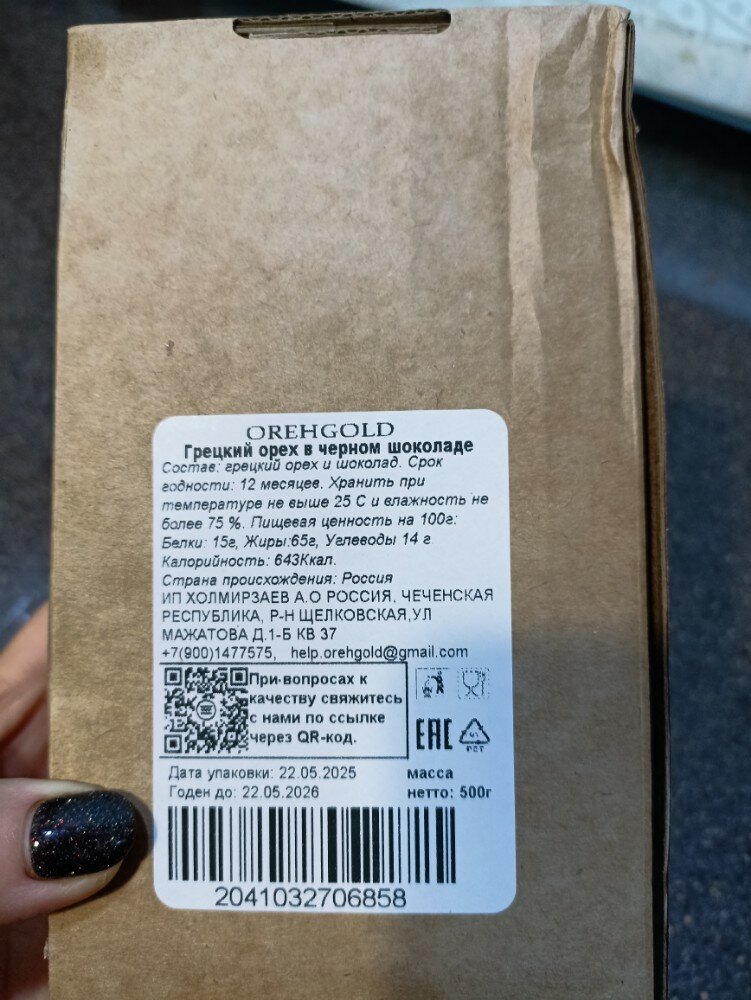 OREHGOLD
Грецкий орех в черном шоколаде
Состав: грецкий орех и шоколад. Срок
годности: 12 месяцев. Хранить при
температуре не выше 25 С и влажность не
более 75 %. Пищевая ценность на 100г:
Белки: 15г, Жиры:65г, Углеводы 14 г
Калорийность: 643Ккал.
Страна происхождения: Россия
ИП ХОЛМИРЗАЕВ А.О РОССИЯ, ЧЕЧЕНСКАЯ
РЕСПУБЛИКА, Р-Н ЩЕЛКОВСКАЯ,УЛ
МАЖАТОВА Д.1-Б КВ 37
+7(900)1477575, help.orehgold@gmail.com
При вопросах к
качеству свяжитесь
с нами по ссылке
через QR-код.
EAC
Дата упаковки: 22.05.2025
Годен до: 22.05.2026
масса
нетто: 500г
2041032706858